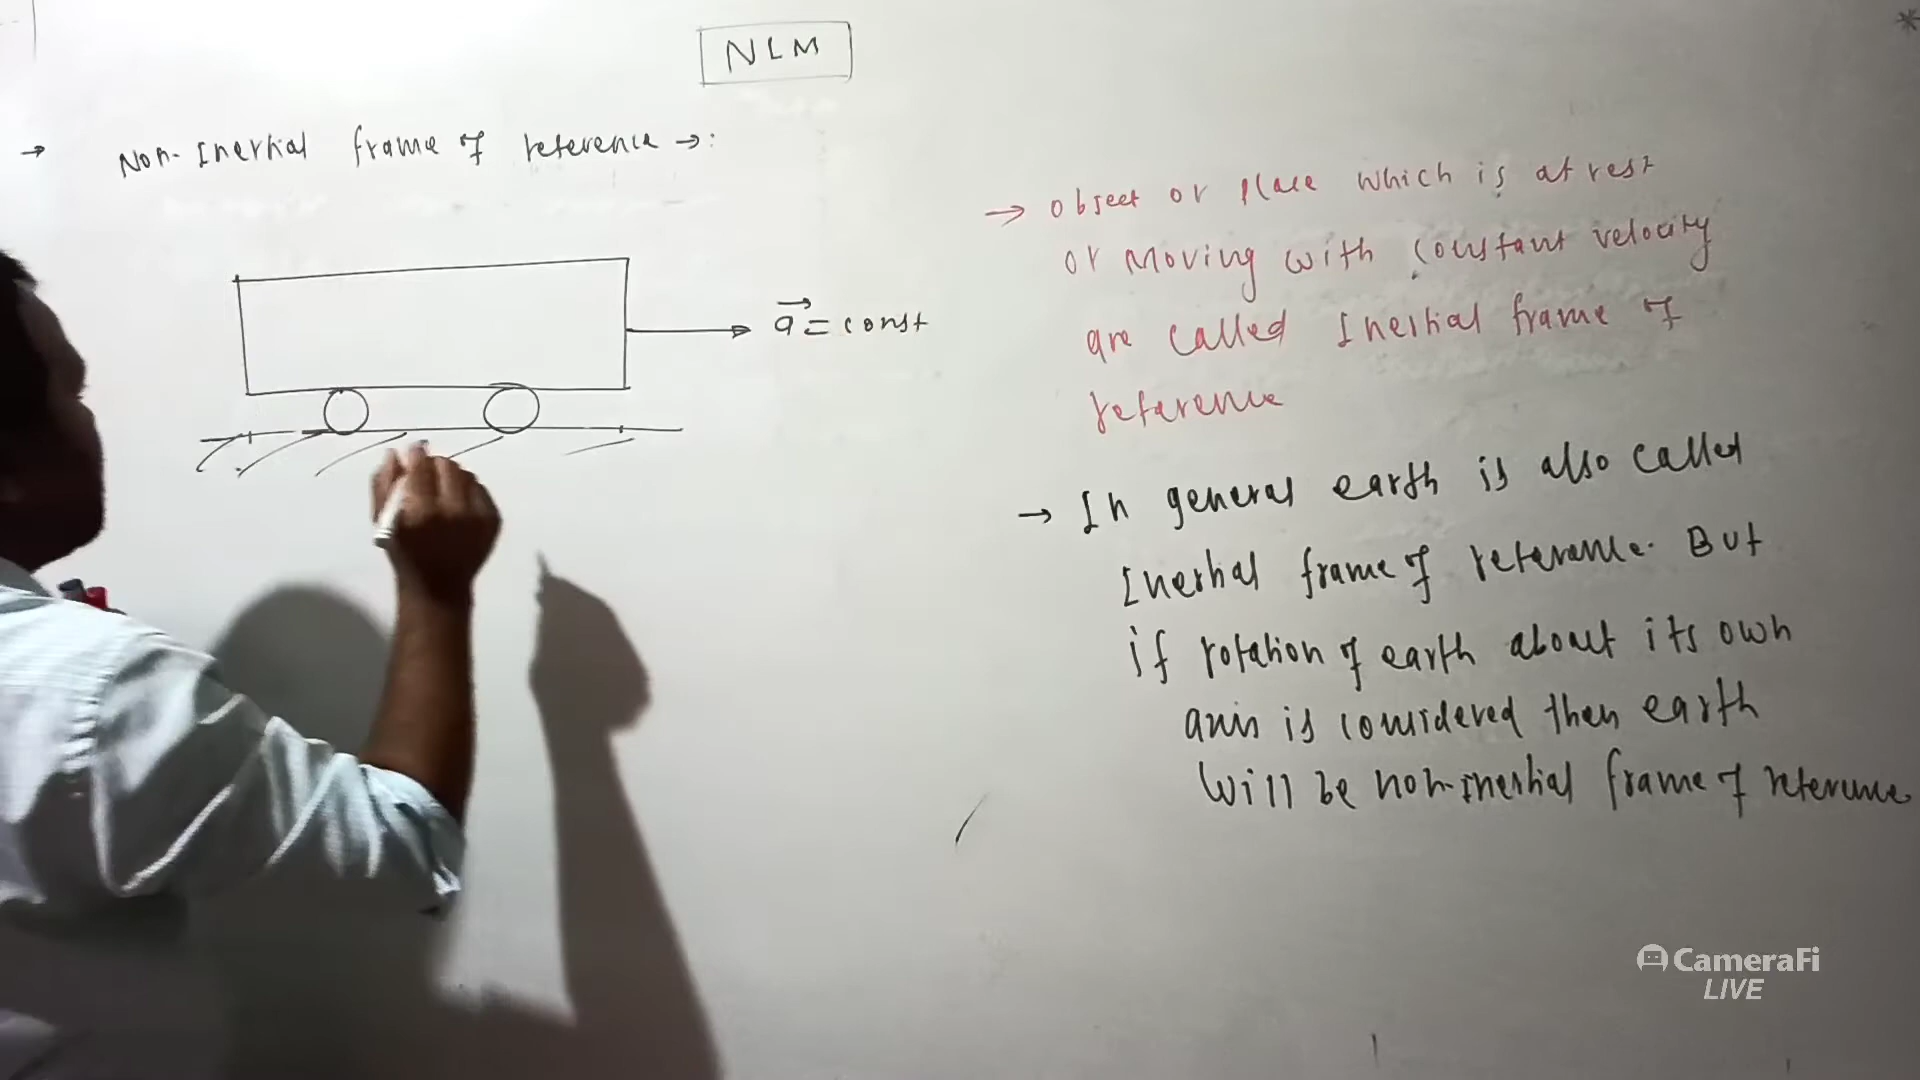 NLM
→ Non-Inertial frame of reference →:
a = const
→ object or place which is at rest
or moving with constant velocity
are called Inertial frame of
reference
→ In general earth is also called
Inertial frame of reference. But
if rotation of earth about its own
axis is considered then earth
will be non-inertial frame of reference
CameraFi
LIVE